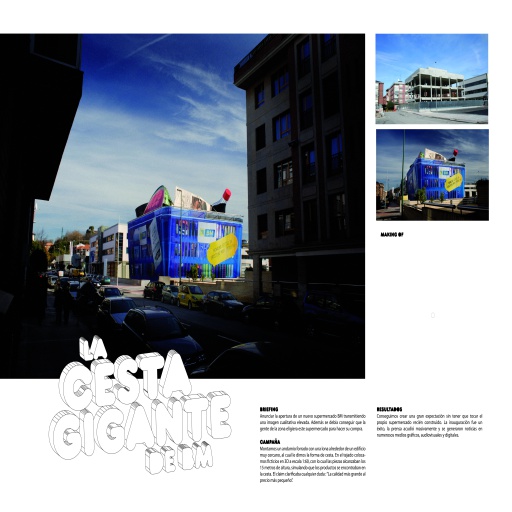 MAKING OF
LA
CESTA
GIGANTE
DE DM
BRIEFING
Anunciar la apertura de un nuevo supermercado BM transmitiendo
una imagen cualitativa elevada. Además se debía conseguir que la
gente de la zona eligiera este supermercado para hacer su compra.
CAMPAÑA
Montamos un andamio forrado con una lona alrededor de un edificio
muy cercano, al cual le dimos la forma de cesta. En el tejado coloca-
mos ficticios en 3D a escala 1:60, con lo cual las piezas alcanzaban los
15 metros de altura, simulando que los productos se encontraban en
la cesta. El claim clarificaba cualquier duda: "La calidad más grande al
precio más pequeño".
RESULTADOS
Conseguimos crear una gran expectación sin tener que tocar el
propio supermercado recién construido. La inauguración fue un
éxito, la prensa acudió masivamente y se generaron noticias en
numerosos medios gráficos, audiovisuales y digitales.